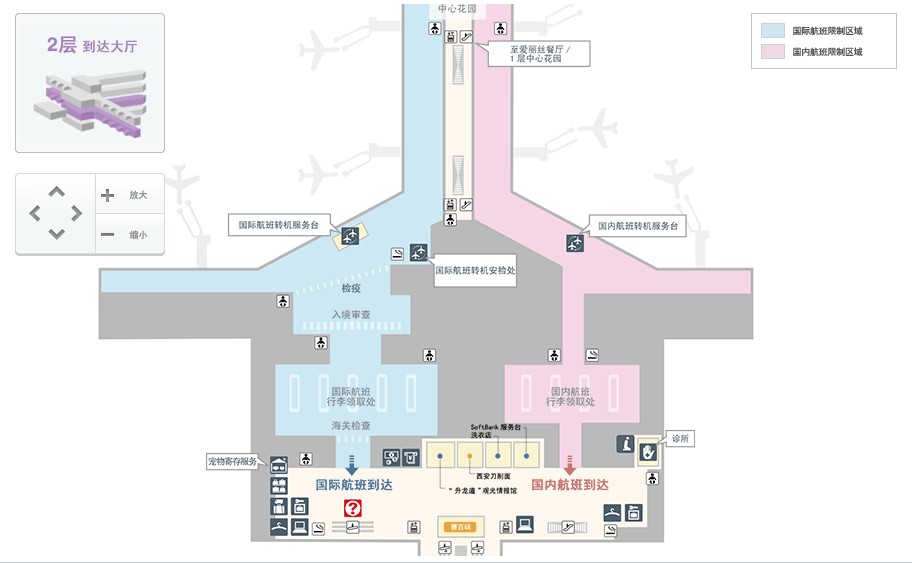 中心花园
2层 到达大厅
国际航班限制区域
国内航班限制区域
至爱丽丝餐厅 /
1 层中心花园
放大
缩小
国际航班转机服务台
国内航班转机服务台
国际航班转机安检处
检疫
入境审查
国际航班
行李领取处
国内航班
行李领取处
海关检查
SoftBank 服务台
洗衣店
诊所
宠物寄存服务
西安刀削面
"升龙道"观光情报馆
国际航班到达
国内航班到达